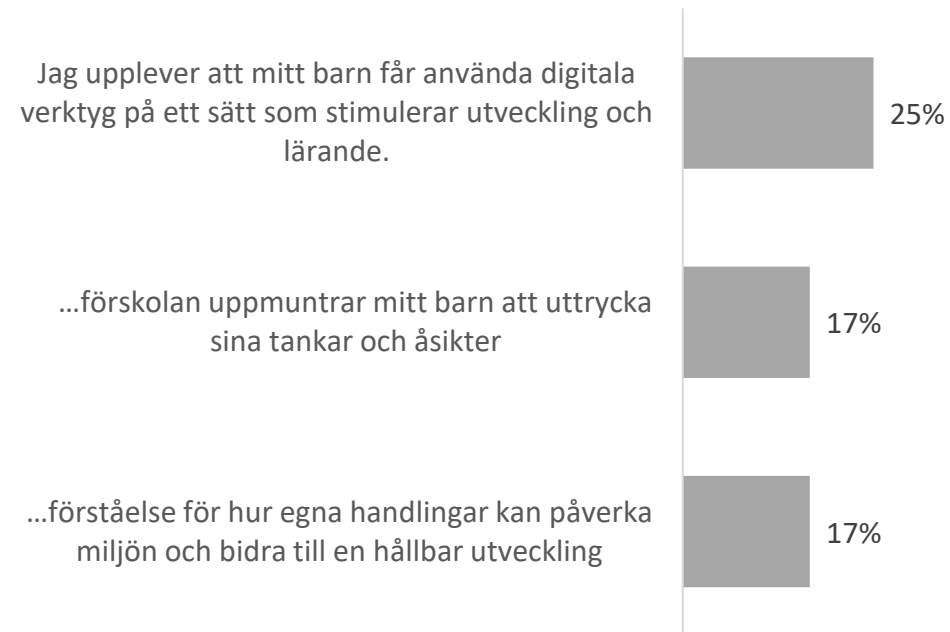 Jag upplever att mitt barn får använda digitala
verktyg på ett sätt som stimulerar utveckling och
lärande.
25%
…förskolan uppmuntrar mitt barn att uttrycka
sina tankar och åsikter
17%
…förståelse för hur egna handlingar kan påverka
miljön och bidra till en hållbar utveckling
17%